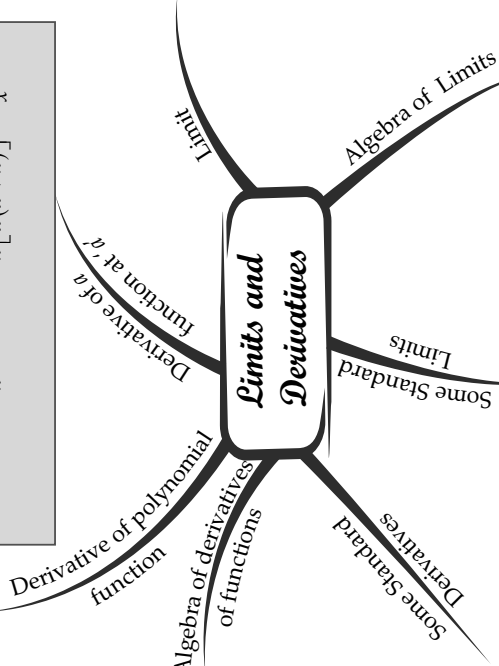 Limit
Algebra of Limits
Limits and
Derivatives
Derivative of a
function at 'a'
Some Standard
Limits
Derivative of polynomial
function
Algebra of derivatives
of functions
Some Standard
Derivatives